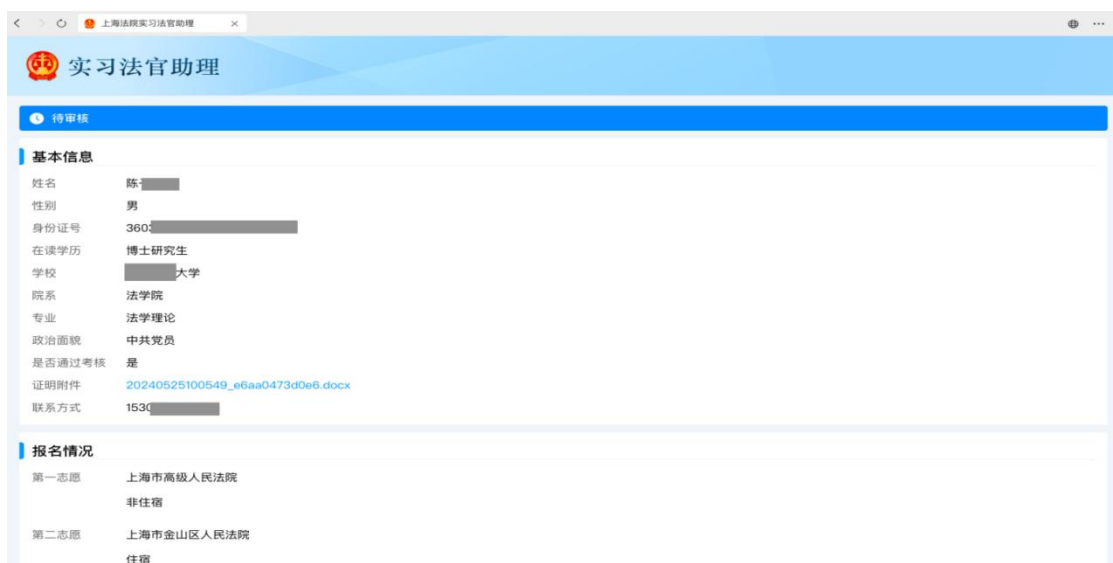 上海法院实习法官助理
实习法官助理
待审核
基本信息
姓名 陈
性别 男
身份证号 360
在读学历 博士研究生
学校 大学
院系 法学院
专业 法学理论
政治面貌 中共党员
是否通过考核 是
证明附件 20240525100549_e6aa0473d0e6.docx
联系方式 153
报名情况
第一志愿 上海市高级人民法院
非住宿
第二志愿 上海市金山区人民法院
住宿